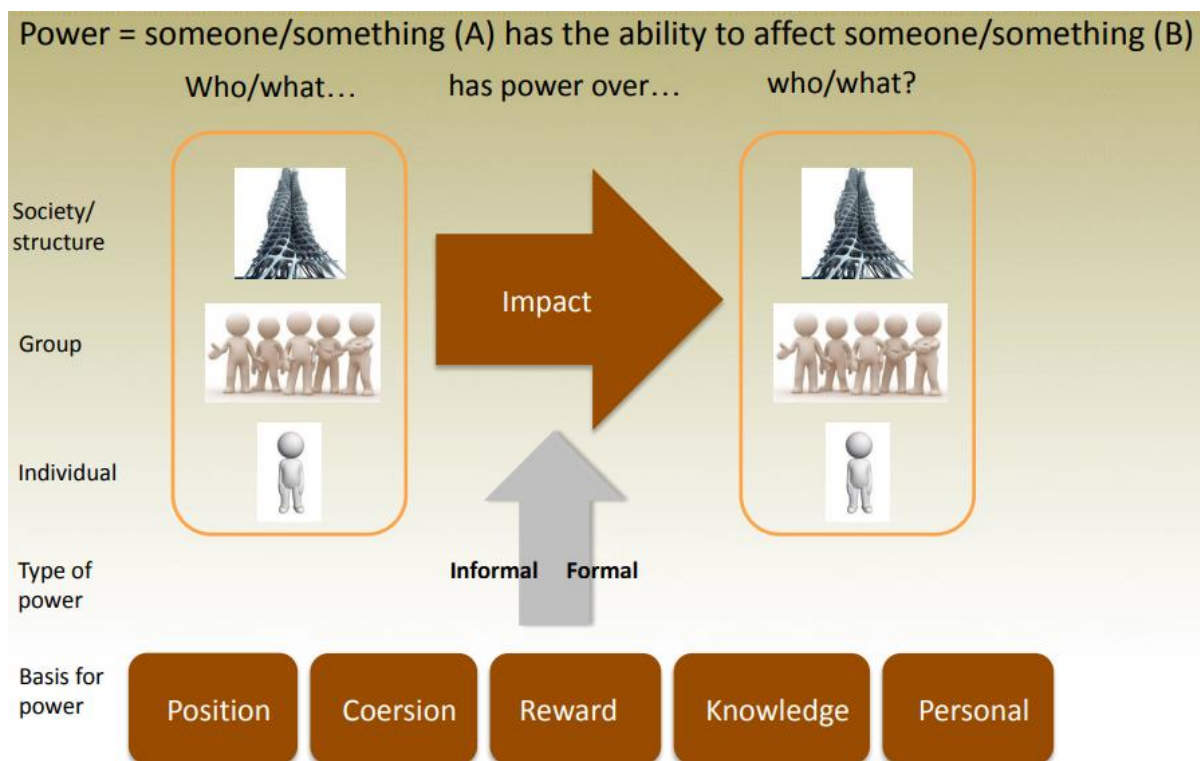 Power = someone/something (A) has the ability to affect someone/something (B)
Who/what… has power over… who/what?
Society/
structure
Impact
Group
Individual
Type of
power
Informal Formal
Basis for
power
Position Coersion Reward Knowledge Personal